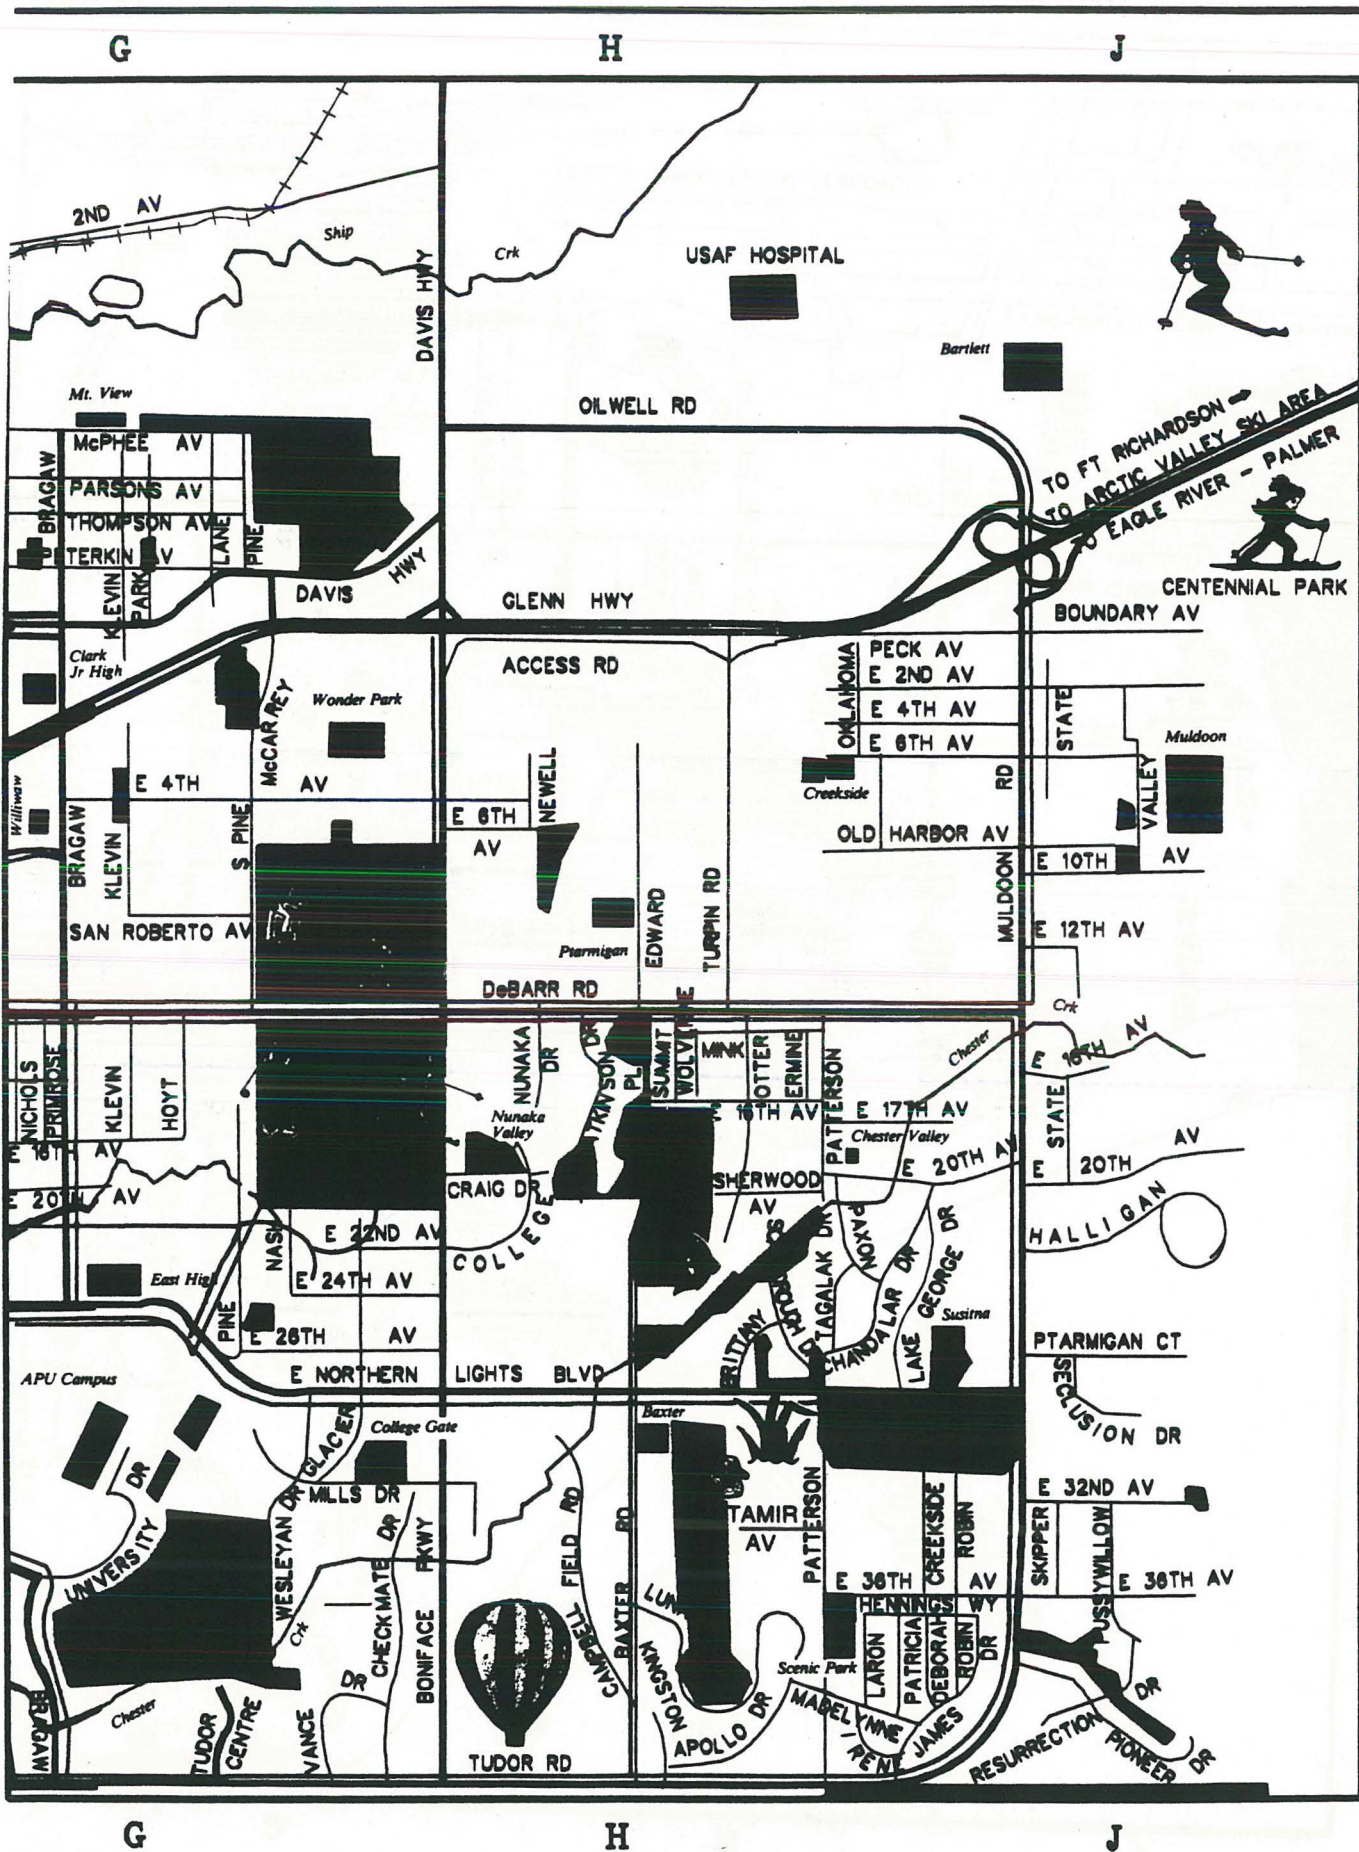 G H J
2ND AV
Ship
Crk
DAVIS HWY
USAF HOSPITAL
Bartlett
Mt. View
OILWELL RD
TO FT RICHARDSON
TO ARCTIC VALLEY SKI AREA
TO EAGLE RIVER - PALMER
McPHEE AV
BRAGAW
PARSONS AV
THOMPSON AV
PETERKIN AV
LANE
PINE
KLEVIN
PARK
DAVIS HWY
GLENN HWY
CENTENNIAL PARK
BOUNDARY AV
Clark
Jr High
ACCESS RD
OKLAHOMA
PECK AV
E 2ND AV
E 4TH AV
E 6TH AV
STATE
Muldoon
McCARREY
Wonder Park
NEWELL
Creekside
VALLEY
Williwaw
E 4TH AV
E 6TH
AV
BRAGAW
KLEVIN
S PINE
OLD HARBOR AV
MULDOON RD
E 10TH AV
SAN ROBERTO AV
EDWARD
TURPIN RD
E 12TH AV
Ptarmigan
DeBARR RD
NICHOLS
PRIMROSE
KLEVIN
HOYT
NUNAKA
DR
ATKINSON DR
PL
SUMMIT
WOLVERINE
MINK
OTTER
ERMINE
PATTERSON
Chester Crk
E 16TH AV
E 16TH AV
E 17TH AV
STATE
Nunaka
Valley
Chester Valley
E 16TH AV
E 20TH AV
E 20TH AV
E 20TH AV
CRAIG DR
SHERWOOD
AV
HALLIGAN
E 22ND AV
COLLEGE
NASH
East High
E 24TH AV
PINE
E 26TH AV
TAGALAK DR
PAXON
CHANDALAR DR
LAKE GEORGE DR
Susitna
BRITTANY
PTARMIGAN CT
E NORTHERN LIGHTS BLVD
APU Campus
SECLUSION DR
College Gate
Baxter
GLACIER
MILLS DR
E 32ND AV
UNIVERSITY DR
WESLEYAN DR
CHECKMATE DR
BONIFACE PKWY
CAMPBELL FIELD RD
BAXTER RD
TAMIR
AV
PATTERSON
CREEKSIDE
ROBIN
SKIPPER
PUSSYWILLOW
E 36TH AV
E 36TH AV
HENNINGS WY
LARON
PATRICIA
DEBORAH
ROBIN
DR
Crk
Chester
BRAGAW
TUDOR
CENTRE
VANCE DR
KINGSTON
APOLLO DR
Scenic Park
MADELYNNE
IRENE
JAMES
RESURRECTION DR
PIONEER DR
TUDOR RD
G H J